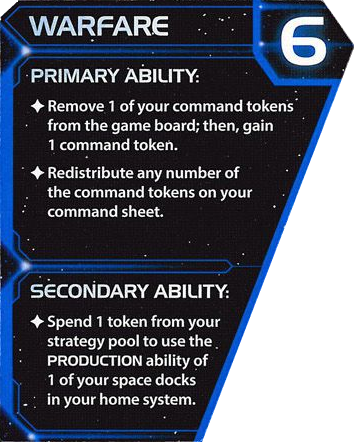 WARFARE
6
PRIMARY ABILITY:
✦ Remove 1 of your command tokens
from the game board; then, gain
1 command token.
✦ Redistribute any number of
the command tokens on your
command sheet.
SECONDARY ABILITY:
✦ Spend 1 token from your
strategy pool to use the
PRODUCTION ability of
1 of your space docks
in your home system.